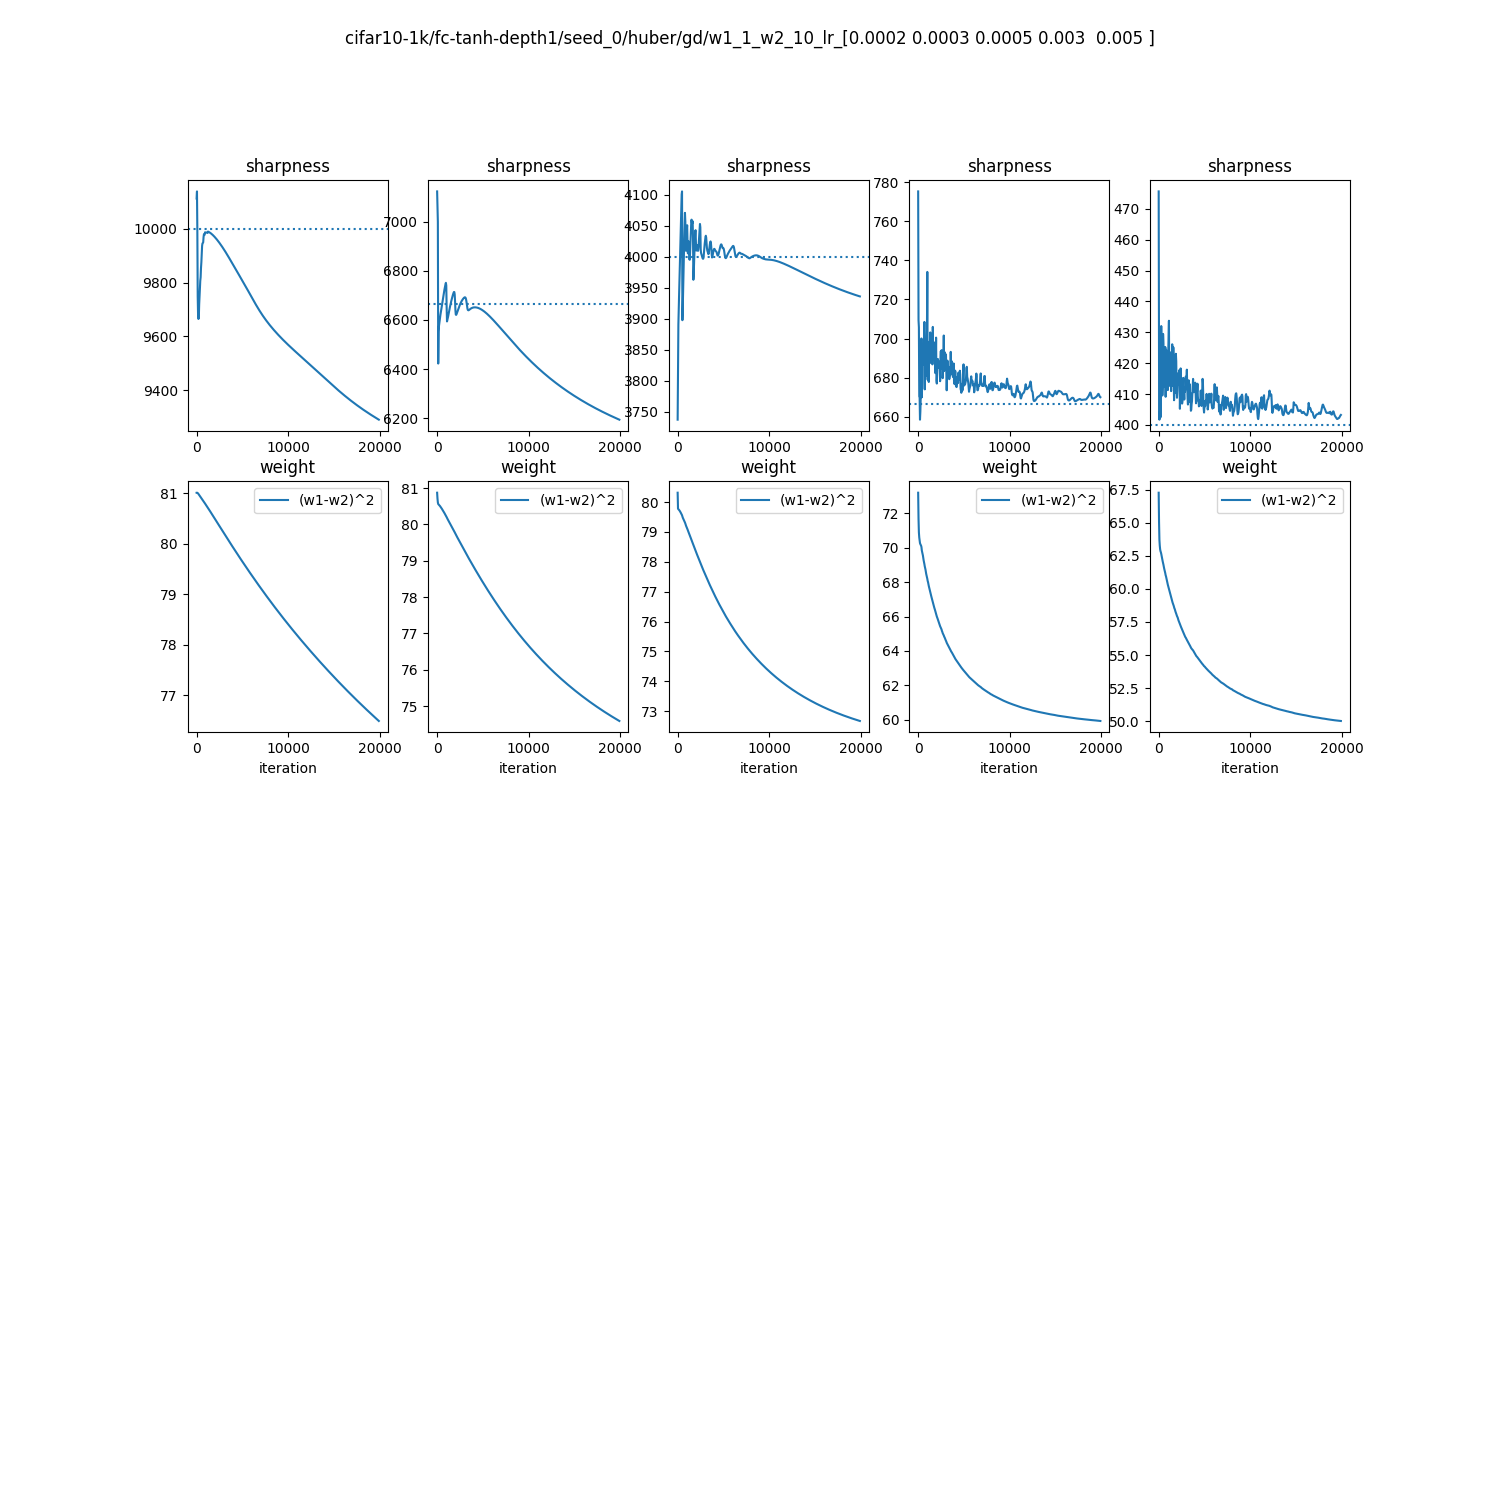 cifar10-1k/fc-tanh-depth1/seed_0/huber/gd/w1_1_w2_10_lr_[0.0002 0.0003 0.0005 0.003  0.005 ]
sharpness sharpness sharpness sharpness sharpness
10000
9800
9600
9400
0 10000 20000
7000
6800
6600
6400
6200
0 10000 20000
4100
4050
4000
3950
3900
3850
3800
3750
0 10000 20000
780
760
740
720
700
680
660
0 10000 20000
470
460
450
440
430
420
410
400
0 10000 20000
weight weight weight weight weight
(w1-w2)^2
81
80
79
78
77
0 10000 20000
iteration
(w1-w2)^2
81
80
79
78
77
76
75
0 10000 20000
iteration
(w1-w2)^2
80
79
78
77
76
75
74
73
0 10000 20000
iteration
(w1-w2)^2
72
70
68
66
64
62
60
0 10000 20000
iteration
(w1-w2)^2
67.5
65.0
62.5
60.0
57.5
55.0
52.5
50.0
0 10000 20000
iteration